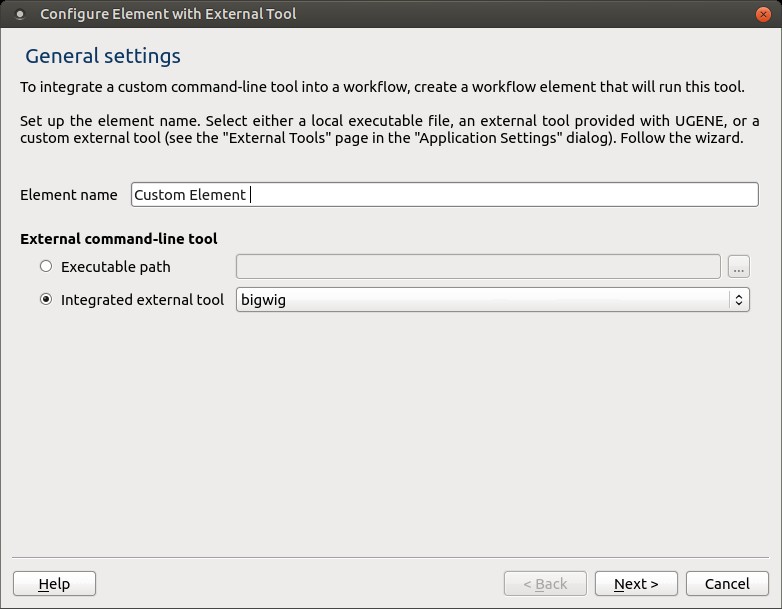 Configure Element with External Tool
General settings
To integrate a custom command-line tool into a workflow, create a workflow element that will run this tool.
Set up the element name. Select either a local executable file, an external tool provided with UGENE, or a
custom external tool (see the "External Tools" page in the "Application Settings" dialog). Follow the wizard.
Element name Custom Element
External command-line tool
Executable path ...
Integrated external tool bigwig
Help < Back Next > Cancel